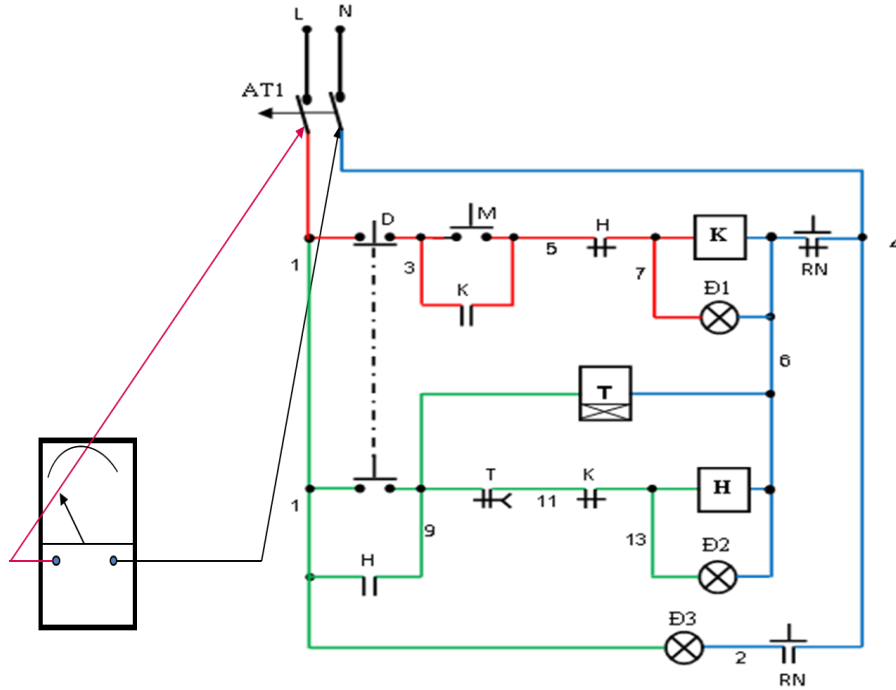 L N
AT1
D M H K
RN
4
1 3 5 7
K Đ1
6
T
T K H
1 9 11 13
H Đ2
Đ3
2 RN